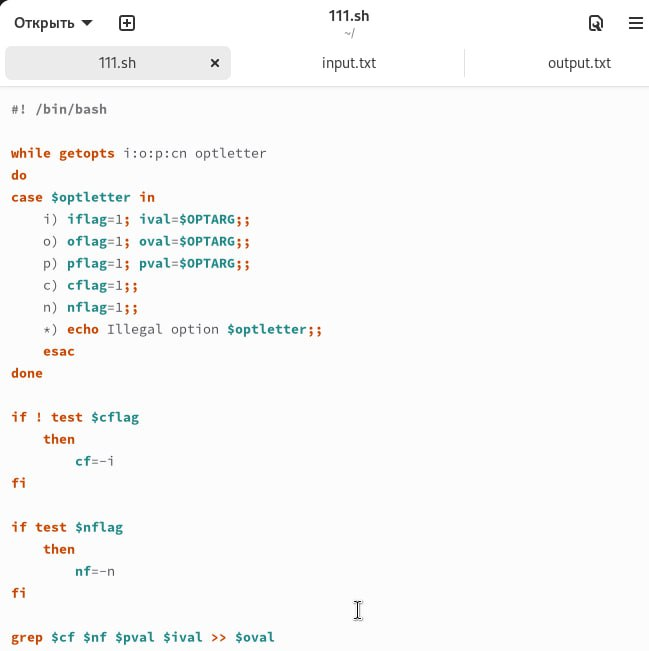 Открыть
111.sh
~/
111.sh
input.txt
output.txt
#! /bin/bash
while getopts i:o:p:cn optletter
do
case $optletter in
    i) iflag=1; ival=$OPTARG;;
    o) oflag=1; oval=$OPTARG;;
    p) pflag=1; pval=$OPTARG;;
    c) cflag=1;;
    n) nflag=1;;
    *) echo Illegal option $optletter;;
    esac
done
if ! test $cflag
    then
        cf=-i
fi
if test $nflag
    then
        nf=-n
fi
grep $cf $nf $pval $ival >> $oval